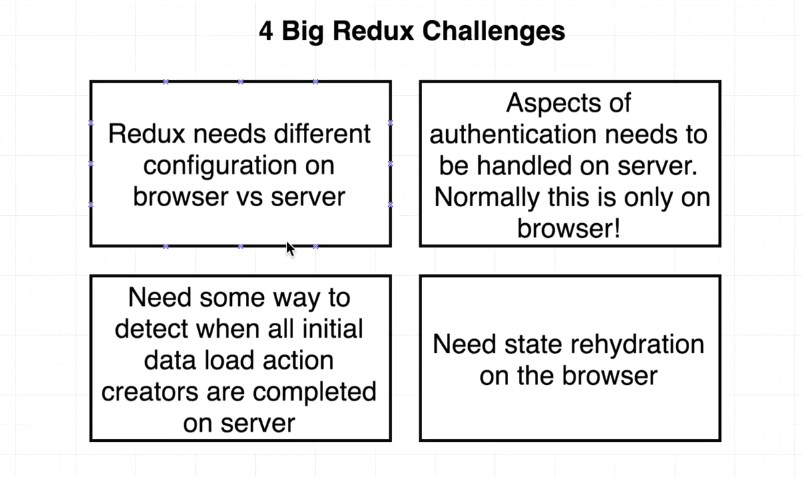 4 Big Redux Challenges
Redux needs different
configuration on
browser vs server
Aspects of
authentication needs to
be handled on server.
Normally this is only on
browser!
Need some way to
detect when all initial
data load action
creators are completed
on server
Need state rehydration
on the browser